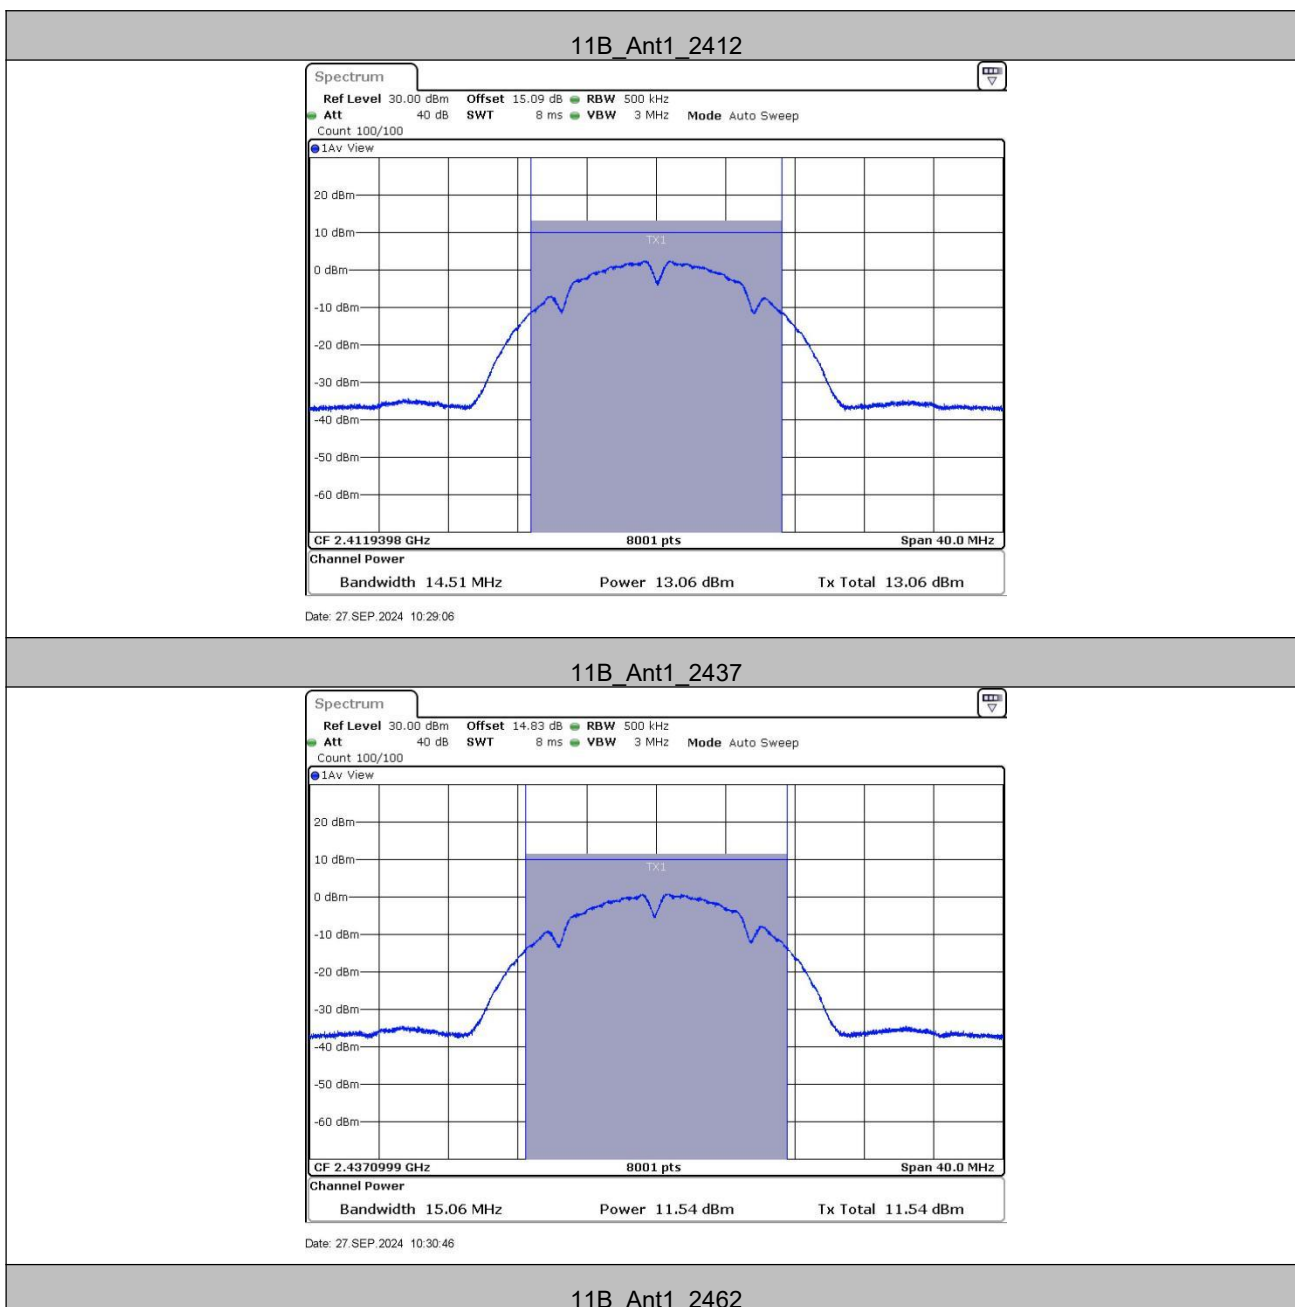 11B_Ant1_2412
Spectrum
Ref Level 30.00 dBm Offset 15.09 dB RBW 500 kHz
Att 40 dB SWT 8 ms VBW 3 MHz Mode Auto Sweep
Count 100/100
1Av View
20 dBm
10 dBm
TX1
0 dBm
-10 dBm
-20 dBm
-30 dBm
-40 dBm
-50 dBm
-60 dBm
CF 2.4119398 GHz 8001 pts Span 40.0 MHz
Channel Power
Bandwidth 14.51 MHz Power 13.06 dBm Tx Total 13.06 dBm
Date: 27.SEP.2024 10:29:06
11B_Ant1_2437
Spectrum
Ref Level 30.00 dBm Offset 14.83 dB RBW 500 kHz
Att 40 dB SWT 8 ms VBW 3 MHz Mode Auto Sweep
Count 100/100
1Av View
20 dBm
10 dBm
TX1
0 dBm
-10 dBm
-20 dBm
-30 dBm
-40 dBm
-50 dBm
-60 dBm
CF 2.4370999 GHz 8001 pts Span 40.0 MHz
Channel Power
Bandwidth 15.06 MHz Power 11.54 dBm Tx Total 11.54 dBm
Date: 27.SEP.2024 10:30:46
11B_Ant1_2462